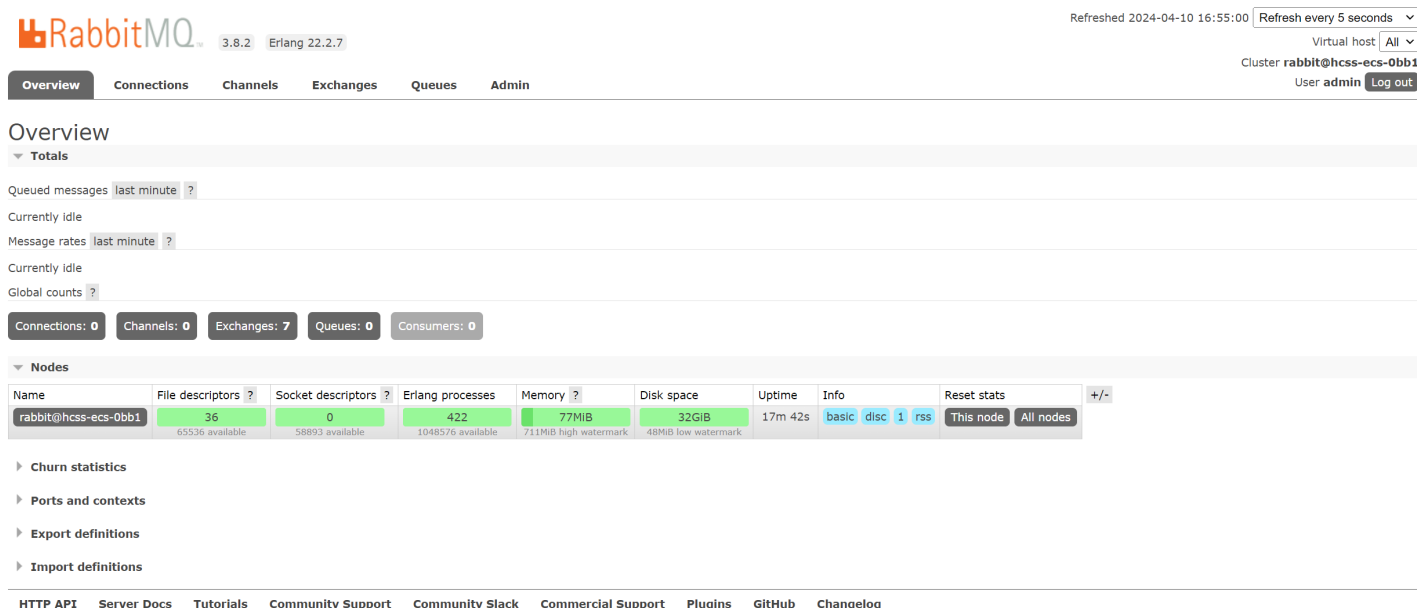 Refreshed 2024-04-10 16:55:00 Refresh every 5 seconds
RabbitMQ TM 3.8.2 Erlang 22.2.7
Virtual host All
Cluster rabbit@hcss-ecs-0bb1
User admin Log out
Overview Connections Channels Exchanges Queues Admin
Overview
Totals
Queued messages last minute ?
Currently idle
Message rates last minute ?
Currently idle
Global counts ?
Connections: 0 Channels: 0 Exchanges: 7 Queues: 0 Consumers: 0
Nodes
Name File descriptors ? Socket descriptors ? Erlang processes Memory ? Disk space Uptime Info Reset stats +/-
rabbit@hcss-ecs-0bb1 36 0 422 77MiB 32GiB 17m 42s basic disc 1 rss This node All nodes
65536 available 58893 available 1048576 available 711MiB high watermark 48MiB low watermark
Churn statistics
Ports and contexts
Export definitions
Import definitions
HTTP API Server Docs Tutorials Community Support Community Slack Commercial Support Plugins GitHub Changelog